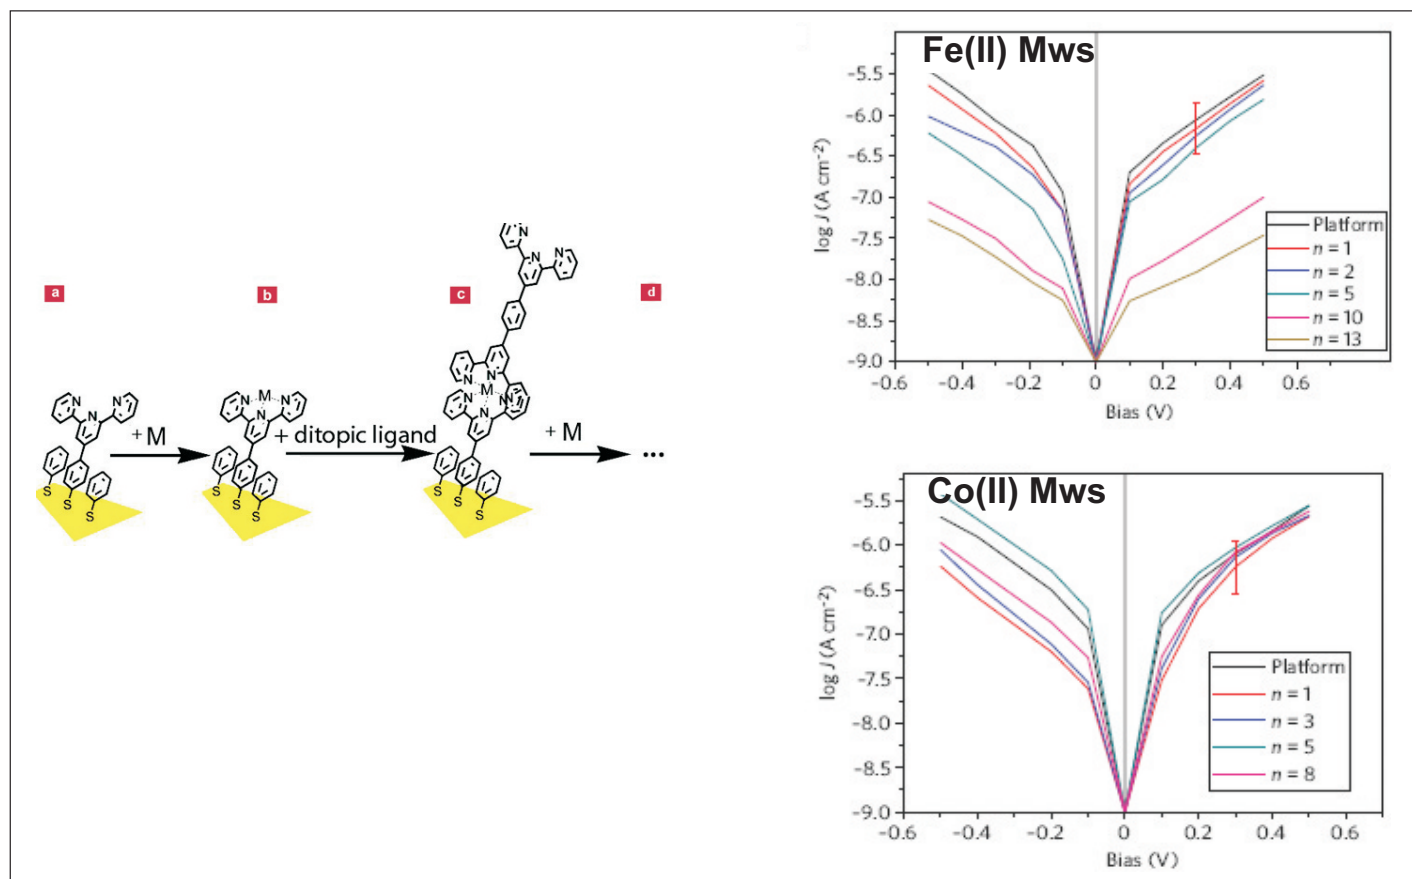 a
b
c
d
N
N
N
+M
S
S
S
M
N
N
N
+ ditopic ligand
S
S
S
N
N
N
N
N
N
M
N
N
N
+ M
S
S
S
...
Fe(II) Mws
log J (A cm⁻²)
-5.5
-6.0
-6.5
-7.0
-7.5
-8.0
-8.5
-9.0
Platform
n = 1
n = 2
n = 5
n = 10
n = 13
-0.6 -0.4 -0.2 0 0.2 0.4 0.6
Bias (V)
Co(II) Mws
log J (A cm⁻²)
-5.5
-6.0
-6.5
-7.0
-7.5
-8.0
-8.5
-9.0
Platform
n = 1
n = 3
n = 5
n = 8
-0.6 -0.4 -0.2 0 0.2 0.4 0.6
Bias (V)